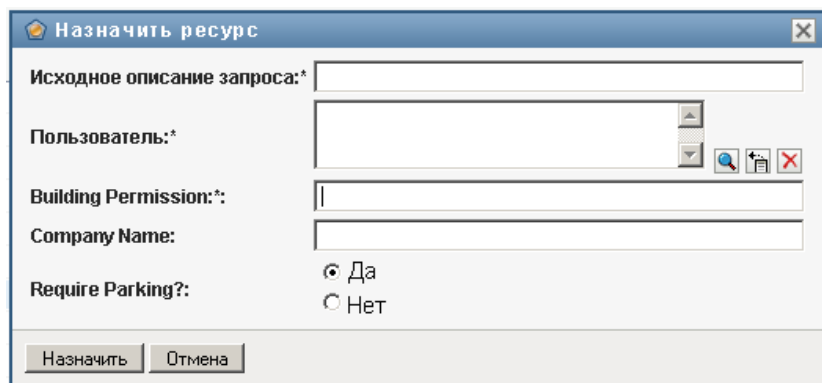 Назначить ресурс
Исходное описание запроса:*
Пользователь:*
Building Permission:*:
Company Name:
Require Parking?:
Да
Нет
Назначить Отмена